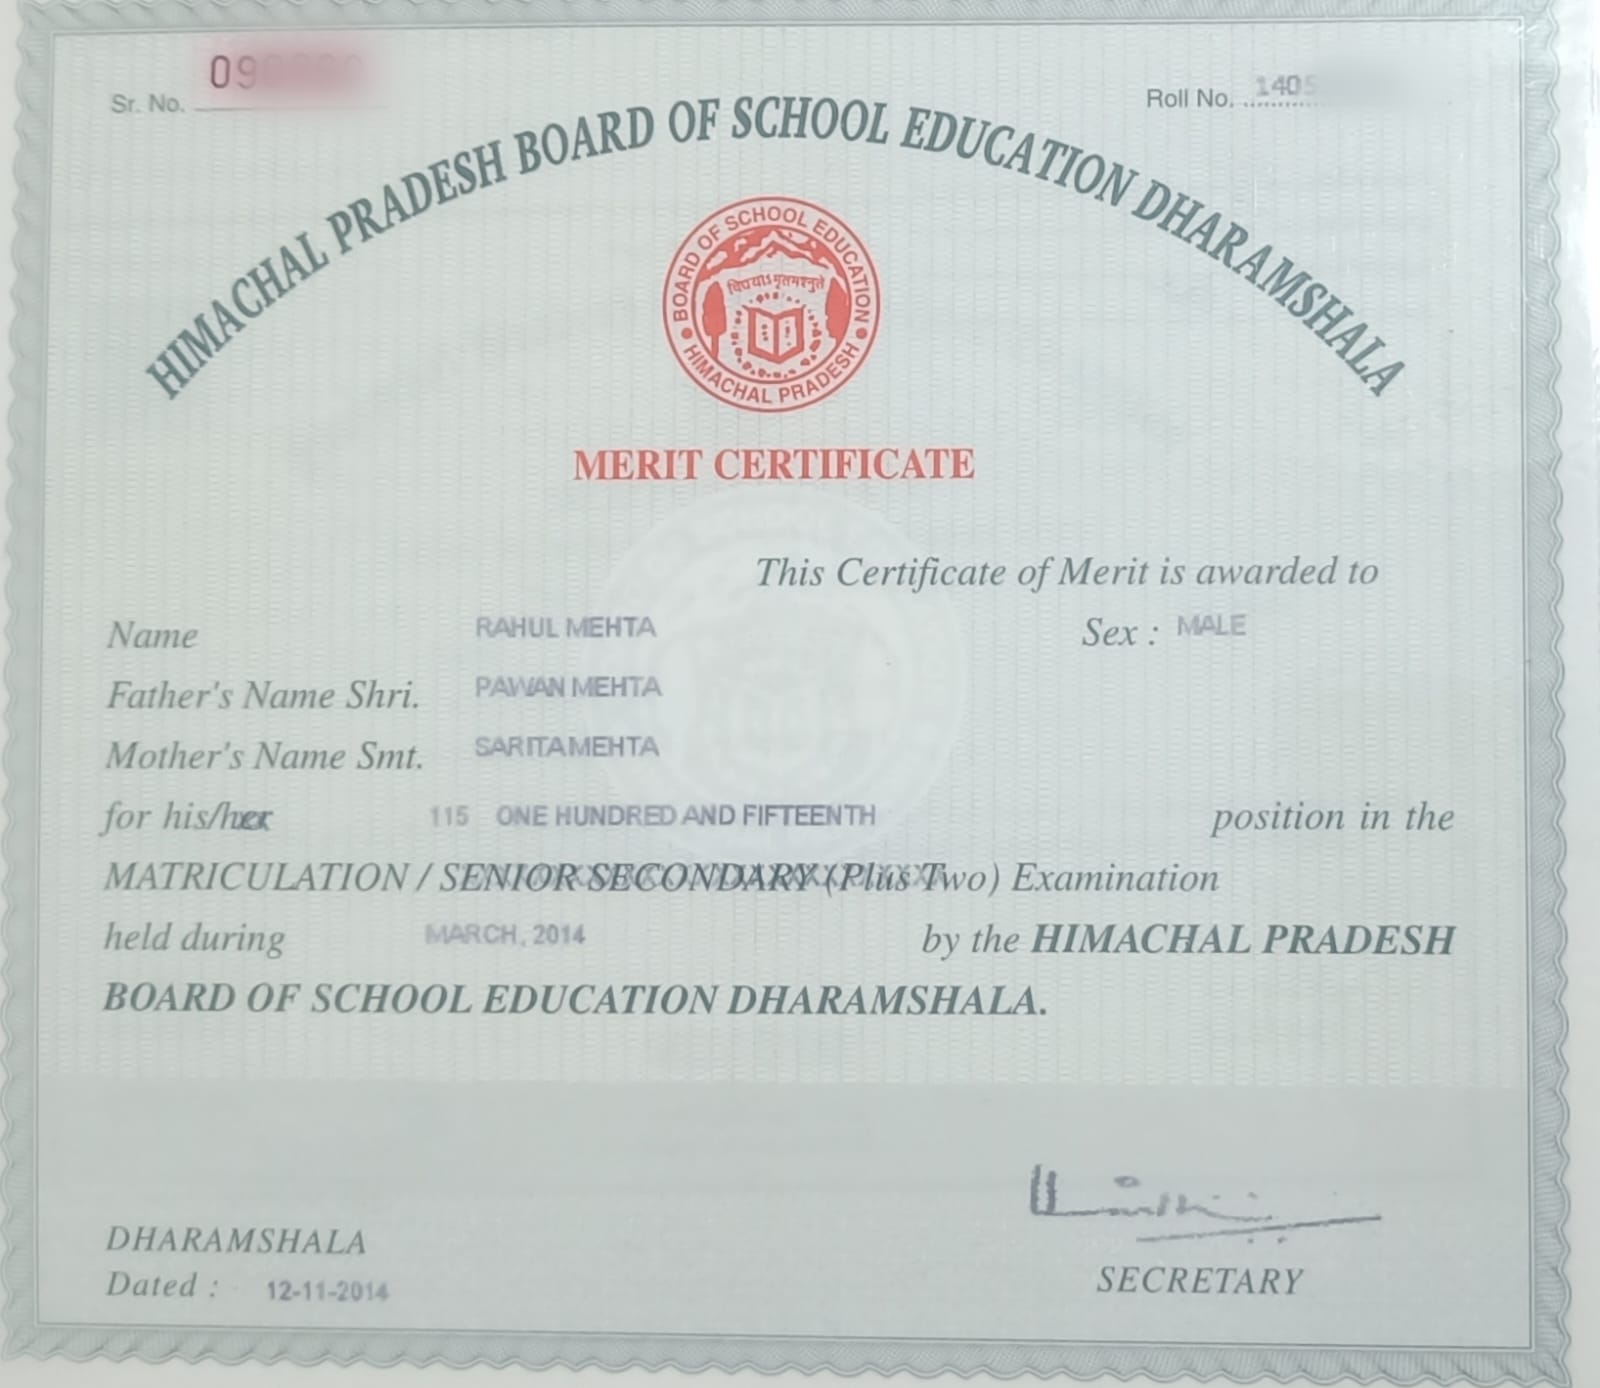 Sr. No. 09
Roll No. 1405
HIMACHAL PRADESH BOARD OF SCHOOL EDUCATION DHARAMSHALA
BOARD OF SCHOOL EDUCATION
HIMACHAL PRADESH
MERIT CERTIFICATE
This Certificate of Merit is awarded to
Name RAHUL MEHTA Sex : MALE
Father's Name Shri. PAWAN MEHTA
Mother's Name Smt. SARITA MEHTA
for his/her 115 ONE HUNDRED AND FIFTEENTH position in the
MATRICULATION / SENIOR SECONDARY (Plus Two) Examination
held during MARCH, 2014 by the HIMACHAL PRADESH
BOARD OF SCHOOL EDUCATION DHARAMSHALA.
DHARAMSHALA
Dated : 12-11-2014
SECRETARY